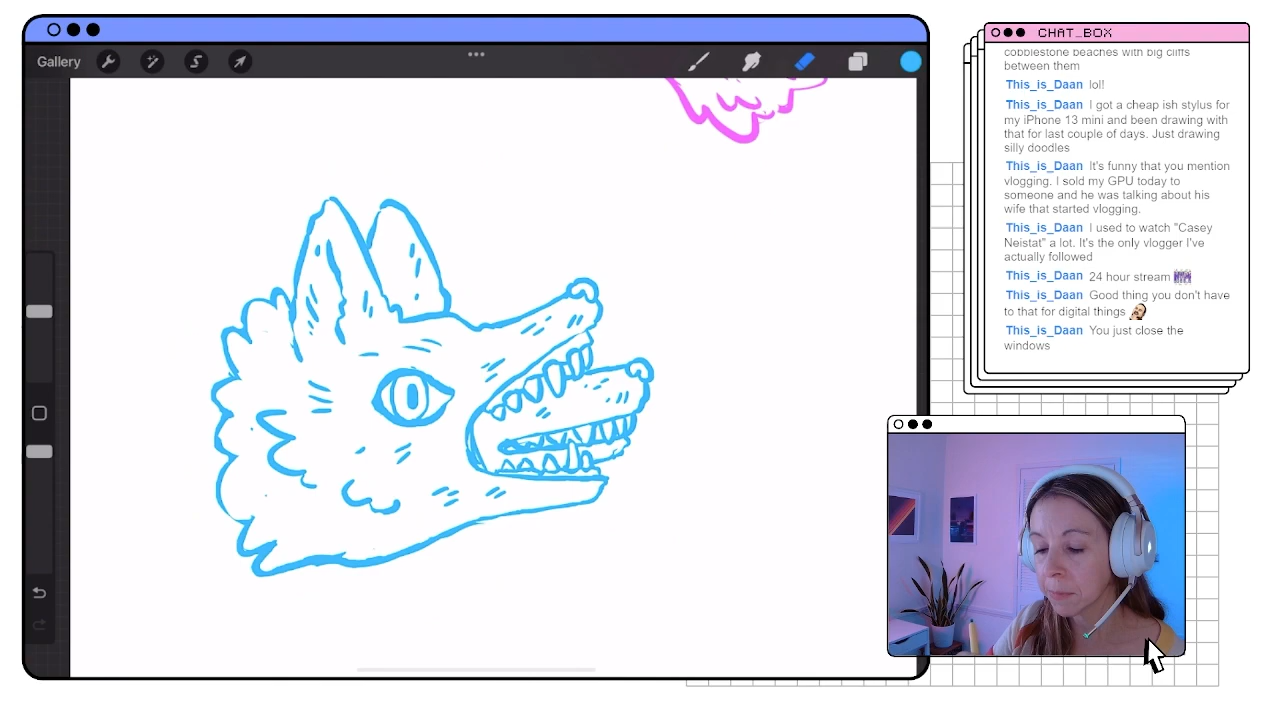 Gallery
CHAT_BOX
cobblestone beaches with big cliffs
between them
This_is_Daan lol!
This_is_Daan I got a cheap ish stylus for
my iPhone 13 mini and been drawing with
that for last couple of days. Just drawing
silly doodles
This_is_Daan It's funny that you mention
vlogging. I sold my GPU today to
someone and he was talking about his
wife that started vlogging.
This_is_Daan I used to watch "Casey
Neistat" a lot. It's the only vlogger I've
actually followed
This_is_Daan 24 hour stream
This_is_Daan Good thing you don't have
to that for digital things
This_is_Daan You just close the
windows